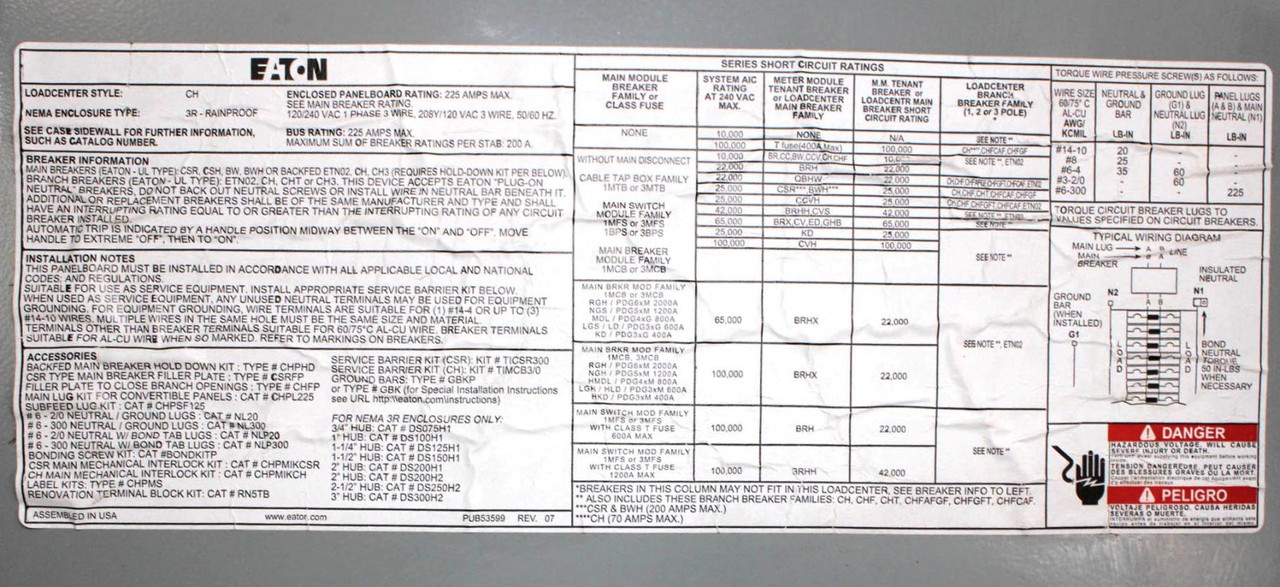 EATON
LOADCENTER STYLE: CH
NEMA ENCLOSURE TYPE: 3R - RAINPROOF
SEE CASE SIDEWALL FOR FURTHER INFORMATION,
SUCH AS CATALOG NUMBER.
ENCLOSED PANELBOARD RATING: 225 AMPS MAX.
SEE MAIN BREAKER RATING.
120/240 VAC 1 PHASE 3 WIRE, 208Y/120 VAC 3 WIRE, 50/60 HZ.
BUS RATING: 225 AMPS MAX.
MAXIMUM SUM OF BREAKER RATINGS PER STAB: 200 A.
BREAKER INFORMATION
MAIN BREAKERS (EATON - UL TYPE): CSR, CSH, BW, BWH OR BACKFED ETN02, CH, CH3 (REQUIRES HOLD-DOWN KIT PER BELOW).
BRANCH BREAKERS (EATON - UL TYPE): ETN02, CH, CHT OR CH3. THIS DEVICE ACCEPTS EATON "PLUG-ON
NEUTRAL" BREAKERS. DO NOT BACK OUT NEUTRAL SCREWS OR INSTALL WIRE IN NEUTRAL BAR BENEATH IT.
ADDITIONAL OR REPLACEMENT BREAKERS SHALL BE OF THE SAME MANUFACTURER AND TYPE AND SHALL
HAVE AN INTERRUPTING RATING EQUAL TO OR GREATER THAN THE INTERRUPTING RATING OF ANY CIRCUIT
BREAKER INSTALLED.
AUTOMATIC TRIP IS INDICATED BY A HANDLE POSITION MIDWAY BETWEEN THE "ON" AND "OFF". MOVE
HANDLE TO EXTREME "OFF", THEN TO "ON".
INSTALLATION NOTES
THIS PANELBOARD MUST BE INSTALLED IN ACCORDANCE WITH ALL APPLICABLE LOCAL AND NATIONAL
CODES; AND REGULATIONS.
SUITABLE FOR USE AS SERVICE EQUIPMENT. INSTALL APPROPRIATE SERVICE BARRIER KIT BELOW.
WHEN USED AS SERVICE EQUIPMENT, ANY UNUSED NEUTRAL TERMINALS MAY BE USED FOR EQUIPMENT
GROUNDING. FOR EQUIPMENT GROUNDING, WIRE TERMINALS ARE SUITABLE FOR (1) #14-4 OR UP TO (3)
#14-10 WIRES, MULTIPLE WIRES IN THE SAME HOLE MUST BE THE SAME SIZE AND MATERIAL.
TERMINALS OTHER THAN BREAKER TERMINALS SUITABLE FOR 60/75°C AL-CU WIRE. BREAKER TERMINALS
SUITABLE FOR AL-CU WIRE WHEN SO MARKED. REFER TO MARKINGS ON BREAKERS.
ACCESSORIES
BACKFED MAIN BREAKER HOLD DOWN KIT: TYPE # CHPHD
CSR TYPE MAIN BREAKER FILLER PLATE : TYPE # CSRFP
FILLER PLATE TO CLOSE BRANCH OPENINGS : TYPE # CHFP
MAIN LUG KIT FOR CONVERTIBLE PANELS : CAT # CHPL225
SUBFEED LUG KIT : CAT # CHPSF125
# 6 - 2/0 NEUTRAL / GROUND LUGS : CAT # NL20
# 6 - 300 NEUTRAL / GROUND LUGS : CAT # NL300
# 6 - 2/0 NEUTRAL W/ BOND TAB LUGS : CAT # NLP20
# 6 - 300 NEUTRAL W/ BOND TAB LUGS : CAT # NLP300
BONDING SCREW KIT: CAT #BONDKITP
CSR MAIN MECHANICAL INTERLOCK KIT : CAT # CHPMIKCSR
CH MAIN MECHANICAL INTERLOCK KIT : CAT # CHPMIK
LABEL KITS: TYPE # CHPMS
RENOVATION TERMINAL BLOCK KIT: CAT # RN5TB
SERVICE BARRIER KIT (CSR): KIT # TICSR300
SERVICE BARRIER KIT (CH): KIT # TIMCB3/0
GROUND BARS: TYPE # GBKP
or TYPE # GBK (for Special Installation Instructions
see URL http:\\eaton.com/instructions)
FOR NEMA 3R ENCLOSURES ONLY:
3/4" HUB: CAT # DS075H1
1" HUB: CAT # DS100H1
1-1/4" HUB: CAT # DS125H1
1-1/2" HUB: CAT # DS150H1
2" HUB: CAT # DS200H1
2" HUB: CAT # DS200H2
2-1/2" HUB: CAT # DS250H2
3" HUB: CAT # DS300H2
ASSEMBLED IN USA www.eaton.com PUB53599 REV. 07
SERIES SHORT CIRCUIT RATINGS
MAIN MODULE
BREAKER
FAMILY or
CLASS FUSE
SYSTEM AIC
RATING
AT 240 VAC
MAX.
METER MODULE
TENANT BREAKER
or LOADCENTER
MAIN BREAKER
FAMILY
M.M. TENANT
BREAKER or
LOADCENTR MAIN
BREAKER SHORT
CIRCUIT RATING
LOADCENTER
BRANCH
BREAKER FAMILY
(1, 2 or 3 POLE) *
NONE 10,000 NONE N/A SEE NOTE **
100,000 T fuse(400A Max) 100,000
WITHOUT MAIN DISCONNECT
CABLE TAP BOX FAMILY
1MTB or 3MTB
MAIN SWITCH
MODULE FAMILY
1MFS or 3MFS
1BPS or 3BPS
MAIN BREAKER
MODULE FAMILY
1MCB or 3MCB
10,000 BR,CC,BW,CCV,CH,CHF SEE NOTE **, ETN02
22,000 BRH 22,000
22,000 22,000
25,000 CSR***,BWH*** 25,000
25,000 CCVH 25,000
42,000 BRHH,CVS 42,000
65,000 BRX,CV,ED,GHB 65,000 SEE NOTE **
25,000 KD 25,000
100,000 CVH 100,000
SEE NOTE **
MAIN BRKR MOD FAMILY
1MCB or 3MCB
RGH / PDG6xM 2000A
NGS / PDG5xM 1200A
MDL / PDG4xG 800A
LGS / LD / PDG3xG 600A
KD / PDG3xG 400A
65,000 BRHX 22,000 SEE NOTE **, ETN02
MAIN BRKR MOD FAMILY
1MCB, 3MCB
RGH / PDG6xM 2000A
NGH / PDG5xM 1200A
HMDL / PDG4xM 800A
LGH / HLD / PDG3xM 600A
HKD / PDG3xM 400A
100,000 BRHX 22,000
MAIN SWITCH MOD FAMILY
1MFS or 3MFS
WITH CLASS T FUSE
600A MAX
100,000 BRH 22,000
SEE NOTE **
MAIN SWITCH MOD FAMILY
1MFS or 3MFS
WITH CLASS T FUSE
1200A MAX
100,000 BRHH 42,000
*BREAKERS IN THIS COLUMN MAY NOT FIT IN THIS LOADCENTER, SEE BREAKER INFO TO LEFT.
** ALSO INCLUDES THESE BRANCH BREAKER FAMILIES: CH, CHF, CHT, CHFAFGF, CHFGFT, CHFCAF.
***CSR & BWH (200 AMPS MAX.)
****CH (70 AMPS MAX.)
TORQUE WIRE PRESSURE SCREW(S) AS FOLLOWS:
WIRE SIZE
60/75° C
AL-CU
AWG/
KCMIL
NEUTRAL &
GROUND
BAR
LB-IN
GROUND LUG
(G1) &
NEUTRAL LUG
(N2)
LB-IN
PANEL LUGS
(A & B) & MAIN
NEUTRAL (N1)
LB-IN
#14-10 20 - -
#8 25 - -
#6-4 35 60 -
#3-2/0 - 60 -
#6-300 - - 225
TORQUE CIRCUIT BREAKER LUGS TO
VALUES SPECIFIED ON CIRCUIT BREAKERS.
TYPICAL WIRING DIAGRAM
MAIN LUG A B LINE
MAIN B A
BREAKER
INSULATED
NEUTRAL
N2 A B N1
GROUND
BAR
(WHEN
INSTALLED)
G1
LOAD
LOAD
BOND
NEUTRAL
TORQUE
50 IN-LBS
WHEN
NECESSARY
DANGER
HAZARDOUS VOLTAGE, WILL CAUSE
SEVERE INJURY OR DEATH.
Turn off power supplying this equipment before working inside.
TENSION DANGEREUSE. PEUT CAUSER
DES BLESSURES GRAVES OU LA MORT.
PELIGRO
VOLTAJE PELIGROSO. CAUSA HERIDAS
SEVERAS O MUERTE.